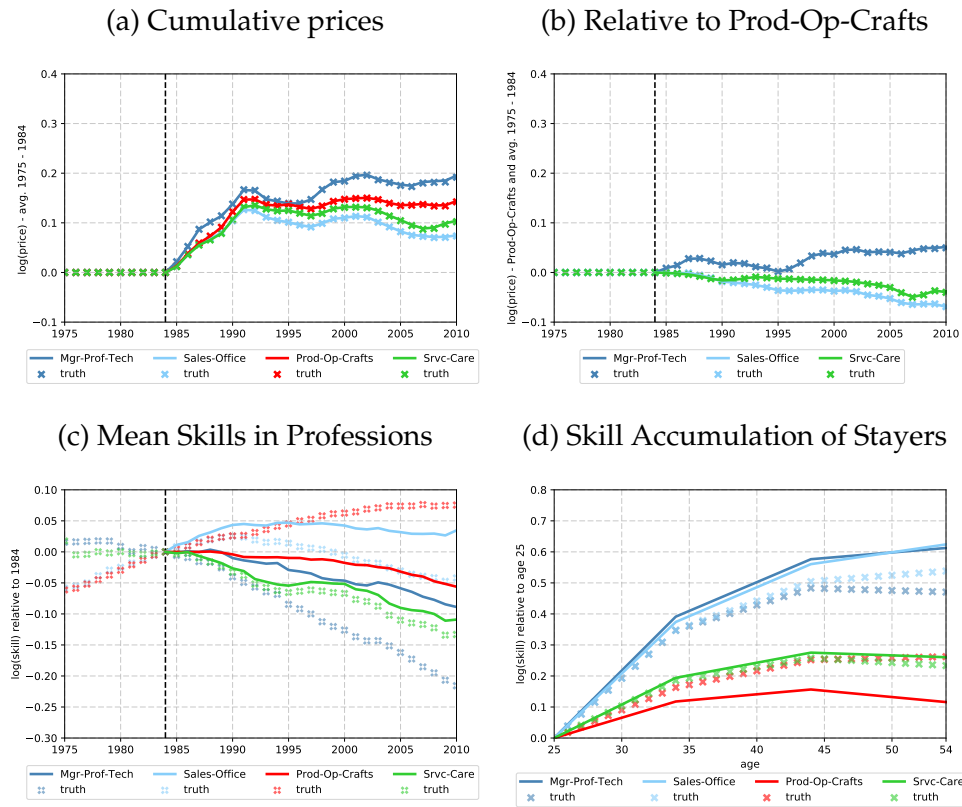 (a) Cumulative prices
(b) Relative to Prod-Op-Crafts
log(price) - avg. 1975 - 1984
0.4
0.3
0.2
0.1
0.0
−0.1
1975 1980 1985 1990 1995 2000 2005 2010
Mgr-Prof-Tech Sales-Office Prod-Op-Crafts Srvc-Care
truth truth truth truth
log(price) - Prod-Op-Crafts and avg. 1975 - 1984
0.4
0.3
0.2
0.1
0.0
−0.1
1975 1980 1985 1990 1995 2000 2005 2010
Mgr-Prof-Tech Sales-Office Srvc-Care
truth truth truth
(c) Mean Skills in Professions
(d) Skill Accumulation of Stayers
log(skill) relative to 1984
0.10
0.05
0.00
−0.05
−0.10
−0.15
−0.20
−0.25
−0.30
1975 1980 1985 1990 1995 2000 2005 2010
Mgr-Prof-Tech Sales-Office Prod-Op-Crafts Srvc-Care
truth truth truth truth
log(skill) relative to age 25
0.8
0.7
0.6
0.5
0.4
0.3
0.2
0.1
0.0
25 30 35 40 45 50 54
age
Mgr-Prof-Tech Sales-Office Prod-Op-Crafts Srvc-Care
truth truth truth truth